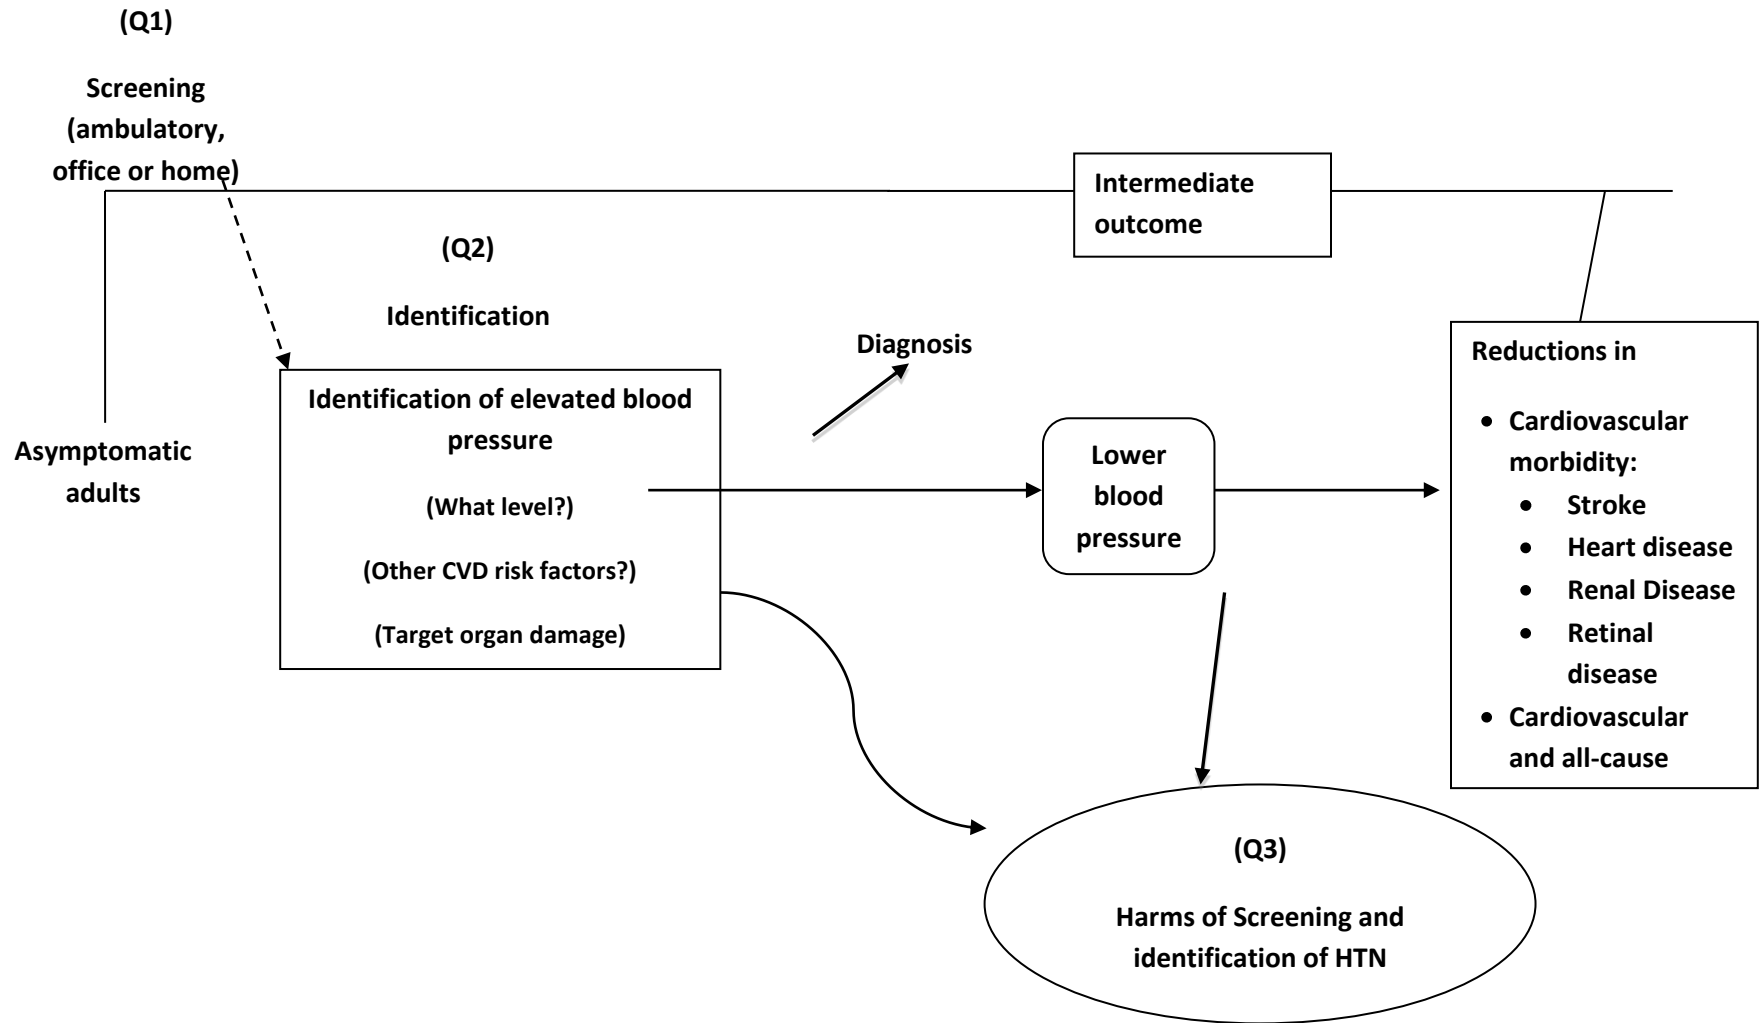 (Q1)
Screening
(ambulatory,
office or home)
Intermediate
outcome
(Q2)
Identification
Diagnosis
Asymptomatic
adults
Identification of elevated blood
pressure
(What level?)
(Other CVD risk factors?)
(Target organ damage)
Lower
blood
pressure
Reductions in
• Cardiovascular
morbidity:
• Stroke
• Heart disease
• Renal Disease
• Retinal
disease
• Cardiovascular
and all-cause
(Q3)
Harms of Screening and
identification of HTN